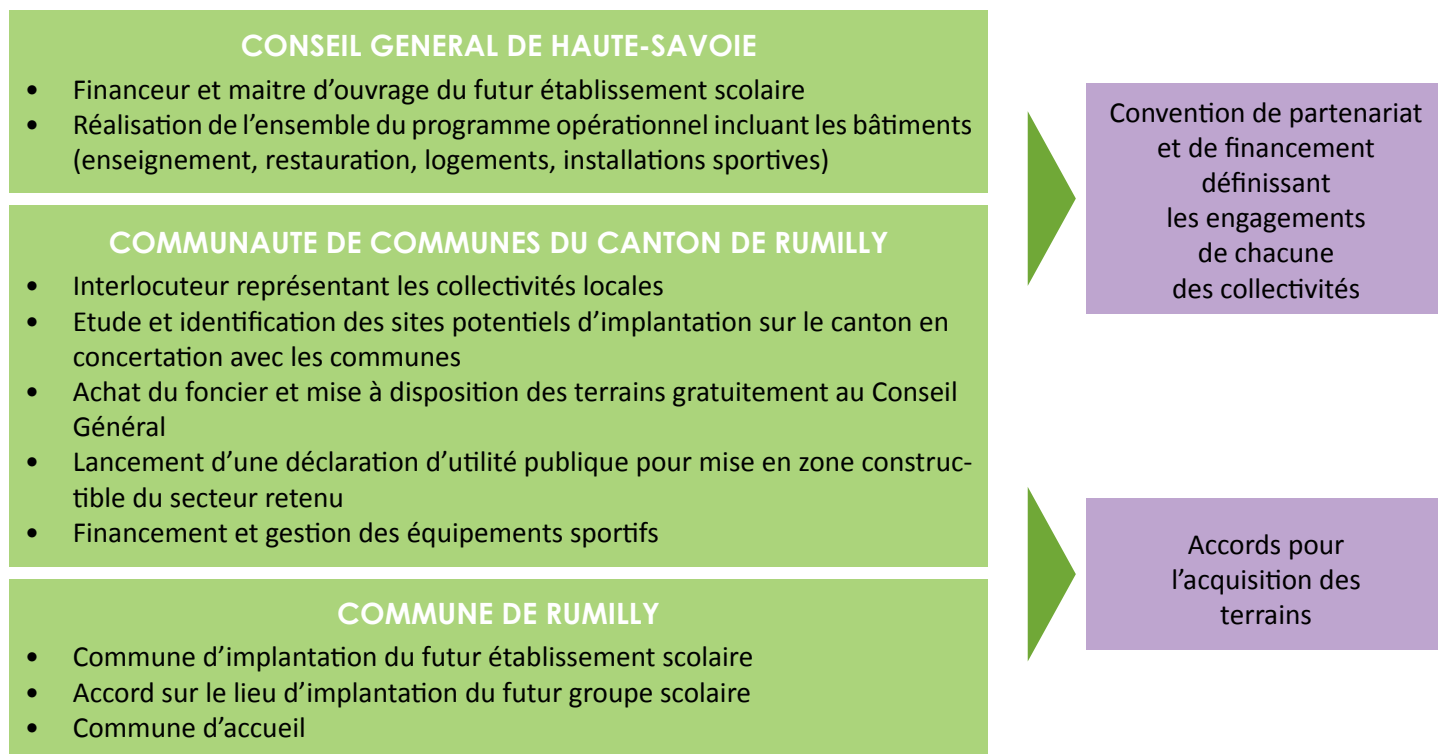 CONSEIL GENERAL DE HAUTE-SAVOIE
• Financeur et maitre d'ouvrage du futur établissement scolaire
• Réalisation de l'ensemble du programme opérationnel incluant les bâtiments
(enseignement, restauration, logements, installations sportives)
COMMUNAUTE DE COMMUNES DU CANTON DE RUMILLY
• Interlocuteur représentant les collectivités locales
• Etude et identification des sites potentiels d'implantation sur le canton en
concertation avec les communes
• Achat du foncier et mise à disposition des terrains gratuitement au Conseil
Général
• Lancement d'une déclaration d'utilité publique pour mise en zone construc-
tible du secteur retenu
• Financement et gestion des équipements sportifs
COMMUNE DE RUMILLY
• Commune d'implantation du futur établissement scolaire
• Accord sur le lieu d'implantation du futur groupe scolaire
• Commune d'accueil
Convention de partenariat
et de financement
définissant
les engagements
de chacune
des collectivités
Accords pour
l'acquisition des
terrains